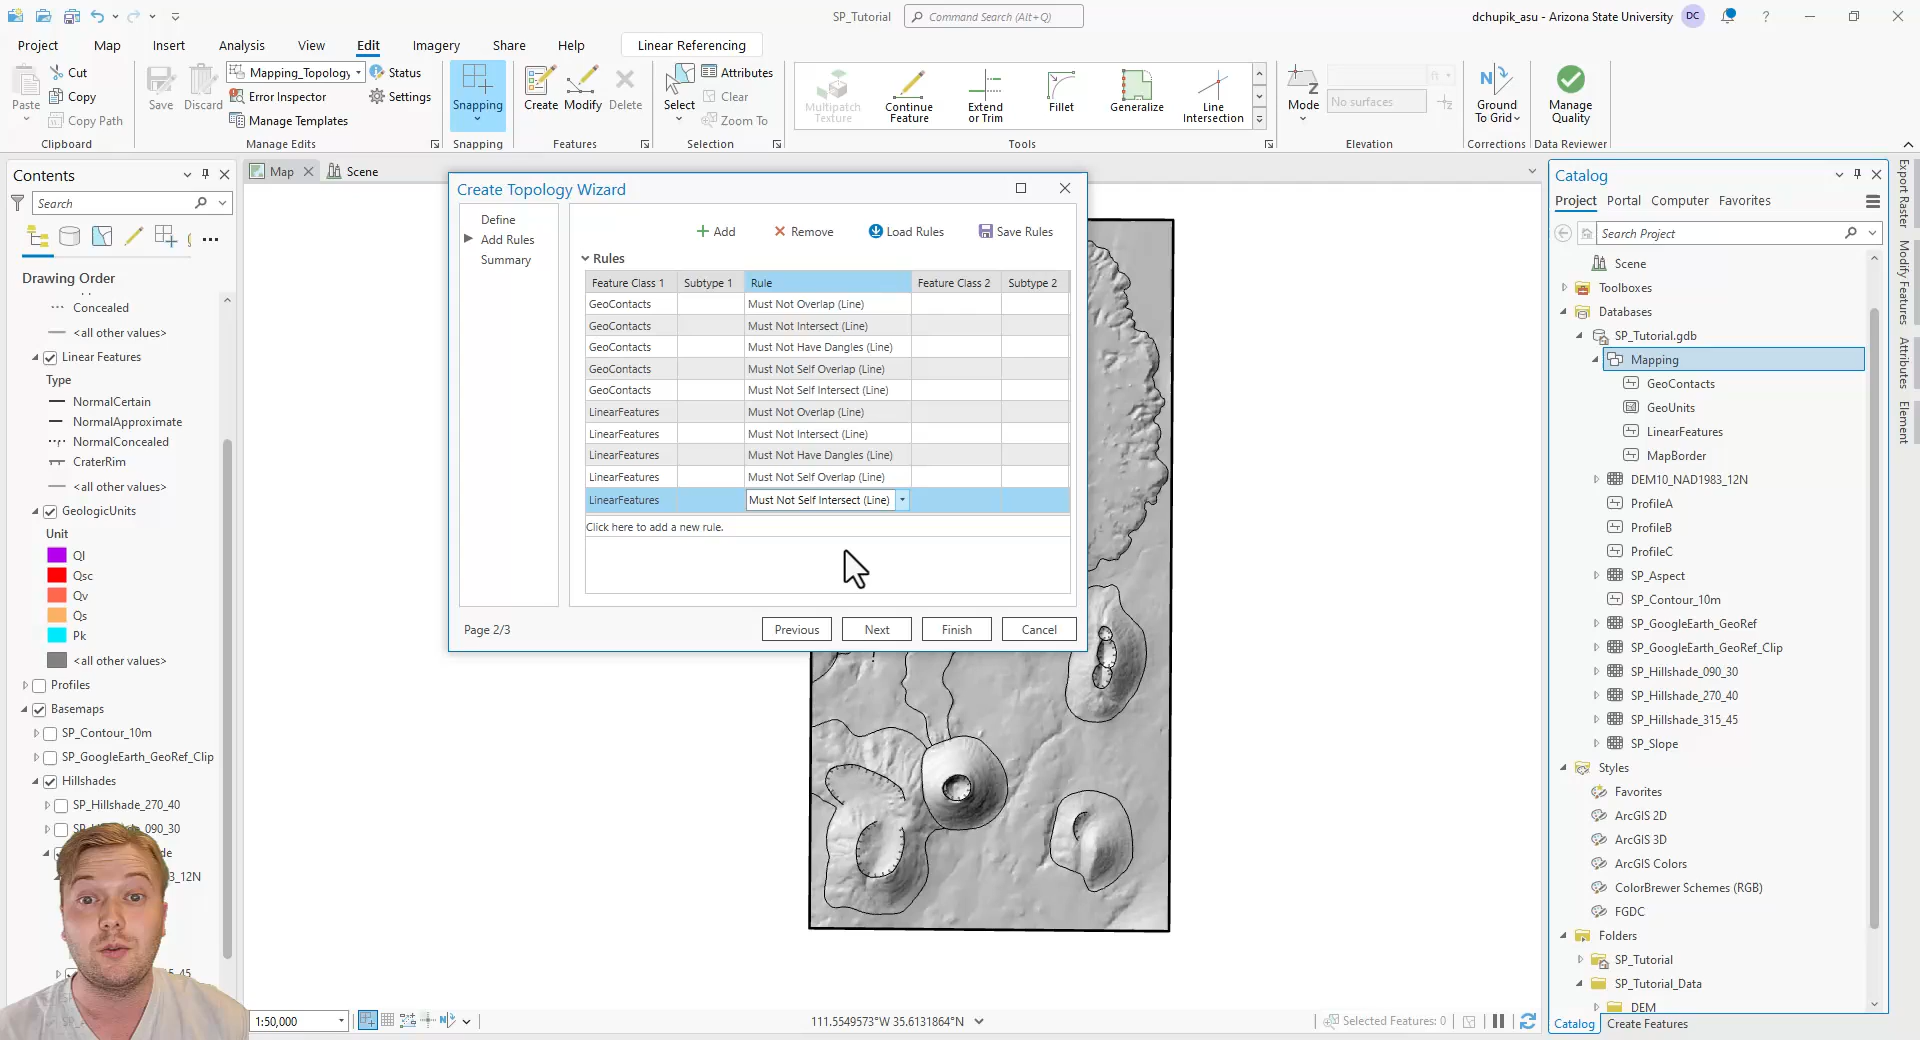 SP_Tutorial
Command Search (Alt+Q)
dchupik_asu - Arizona State University
DC
?
Project
Map
Insert
Analysis
View
Edit
Imagery
Share
Help
Linear Referencing
Paste
Cut
Copy
Copy Path
Clipboard
Save
Discard
Mapping_Topology
Status
Error Inspector
Settings
Manage Templates
Manage Edits
Snapping
Snapping
Create
Modify
Delete
Features
Select
Attributes
Clear
Zoom To
Selection
Multipatch
Texture
Continue
Feature
Extend
or Trim
Fillet
Generalize
Line
Intersection
Tools
Mode
ft
No surfaces
Elevation
Ground
To Grid
Corrections
Manage
Quality
Data Reviewer
Contents
Search
Drawing Order
Concealed
<all other values>
Linear Features
Type
NormalCertain
NormalApproximate
NormalConcealed
CraterRim
<all other values>
GeologicUnits
Unit
Ql
Qsc
Qv
Qs
Pk
<all other values>
Profiles
Basemaps
SP_Contour_10m
SP_GoogleEarth_GeoRef_Clip
Hillshades
SP_Hillshade_270_40
_090_30
de
3_12N
5_45
Map
Scene
Create Topology Wizard
Define
Add Rules
Summary
Add
Remove
Load Rules
Save Rules
Rules
Feature Class 1 Subtype 1 Rule Feature Class 2 Subtype 2
GeoContacts Must Not Overlap (Line)
GeoContacts Must Not Intersect (Line)
GeoContacts Must Not Have Dangles (Line)
GeoContacts Must Not Self Overlap (Line)
GeoContacts Must Not Self Intersect (Line)
LinearFeatures Must Not Overlap (Line)
LinearFeatures Must Not Intersect (Line)
LinearFeatures Must Not Have Dangles (Line)
LinearFeatures Must Not Self Overlap (Line)
LinearFeatures Must Not Self Intersect (Line)
Click here to add a new rule.
Page 2/3
Previous
Next
Finish
Cancel
1:50,000
111.5549573°W 35.6131864°N
Selected Features: 0
Catalog
Project
Portal
Computer
Favorites
Search Project
Scene
Toolboxes
Databases
SP_Tutorial.gdb
Mapping
GeoContacts
GeoUnits
LinearFeatures
MapBorder
DEM10_NAD1983_12N
ProfileA
ProfileB
ProfileC
SP_Aspect
SP_Contour_10m
SP_GoogleEarth_GeoRef
SP_GoogleEarth_GeoRef_Clip
SP_Hillshade_090_30
SP_Hillshade_270_40
SP_Hillshade_315_45
SP_Slope
Styles
Favorites
ArcGIS 2D
ArcGIS 3D
ArcGIS Colors
ColorBrewer Schemes (RGB)
FGDC
Folders
SP_Tutorial
SP_Tutorial_Data
DEM
Catalog
Create Features
Export Raster
Modify Features
Attributes
Element